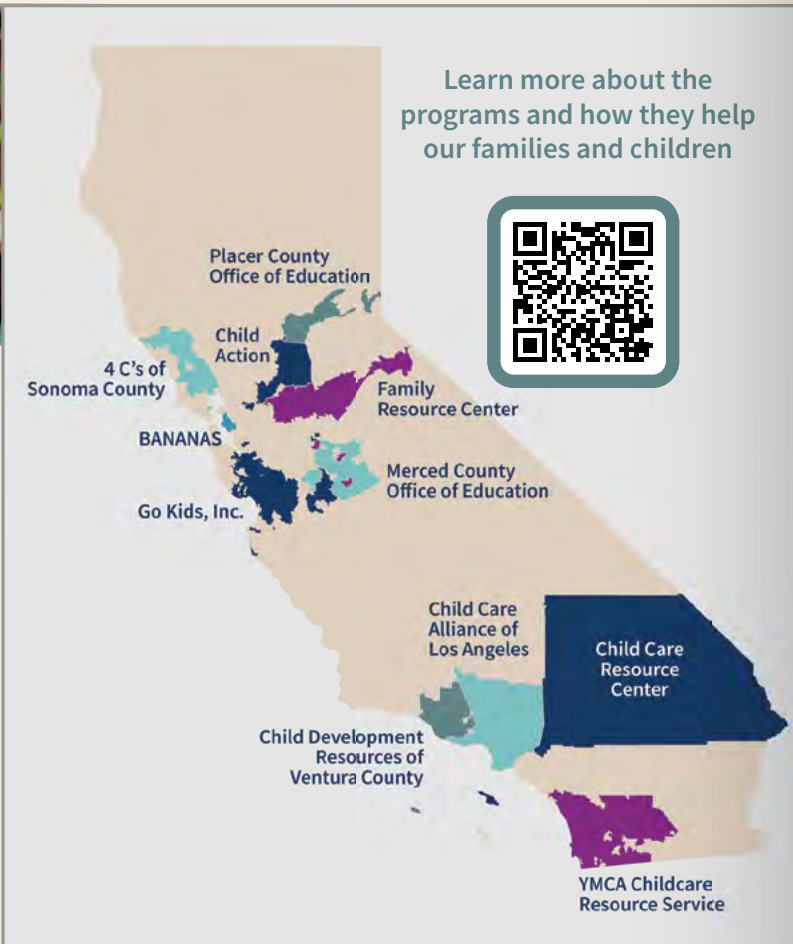 Learn more about the
programs and how they help
our families and children
Placer County
Office of Education
Child
Action
4 C's of
Sonoma County
Family
Resource Center
BANANAS
Merced County
Office of Education
Go Kids, Inc.
Child Care
Alliance of
Los Angeles
Child Care
Resource
Center
Child Development
Resources of
Ventura County
YMCA Childcare
Resource Service